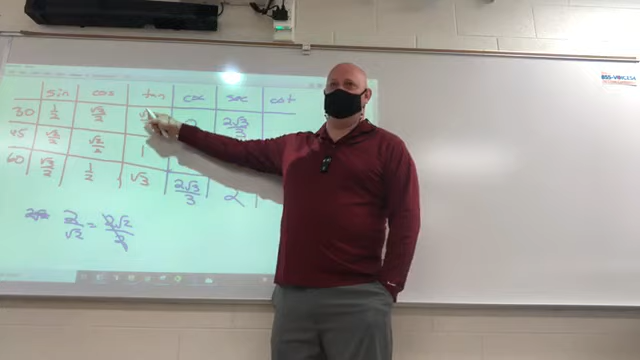 sin cos tan csc sec cot
30 1/2 √3/2 2√3/3
45 √2/2 √2/2 1
60 √3/2 1/2 √3 2√3/3 2
2/√2 = 2√2/2